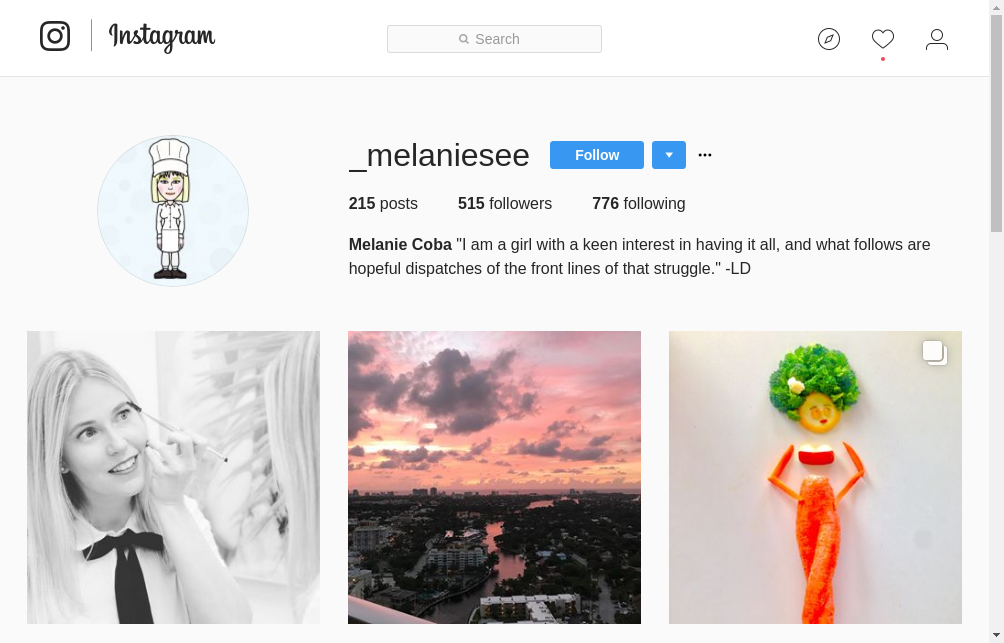 Instagram
Search
_melaniesee
Follow
215 posts 515 followers 776 following
Melanie Coba "I am a girl with a keen interest in having it all, and what follows are
hopeful dispatches of the front lines of that struggle." -LD